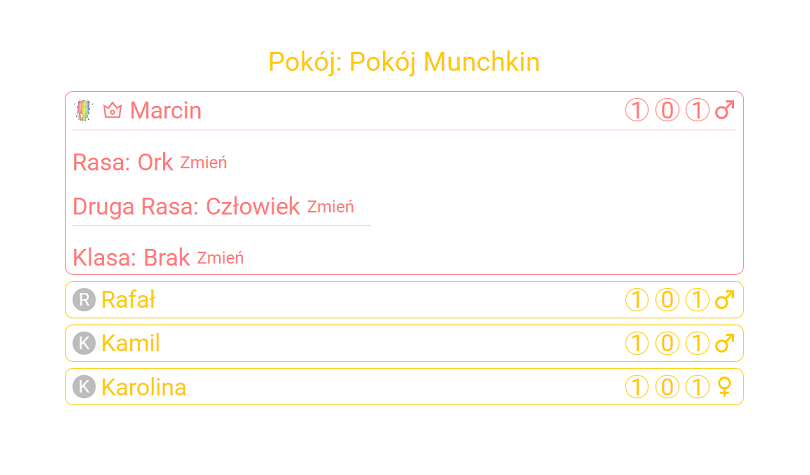 Pokój: Pokój Munchkin
Marcin 1 0 1 ♂
Rasa: Ork Zmień
Druga Rasa: Człowiek Zmień
Klasa: Brak Zmień
R Rafał 1 0 1 ♂
K Kamil 1 0 1 ♂
K Karolina 1 0 1 ♀